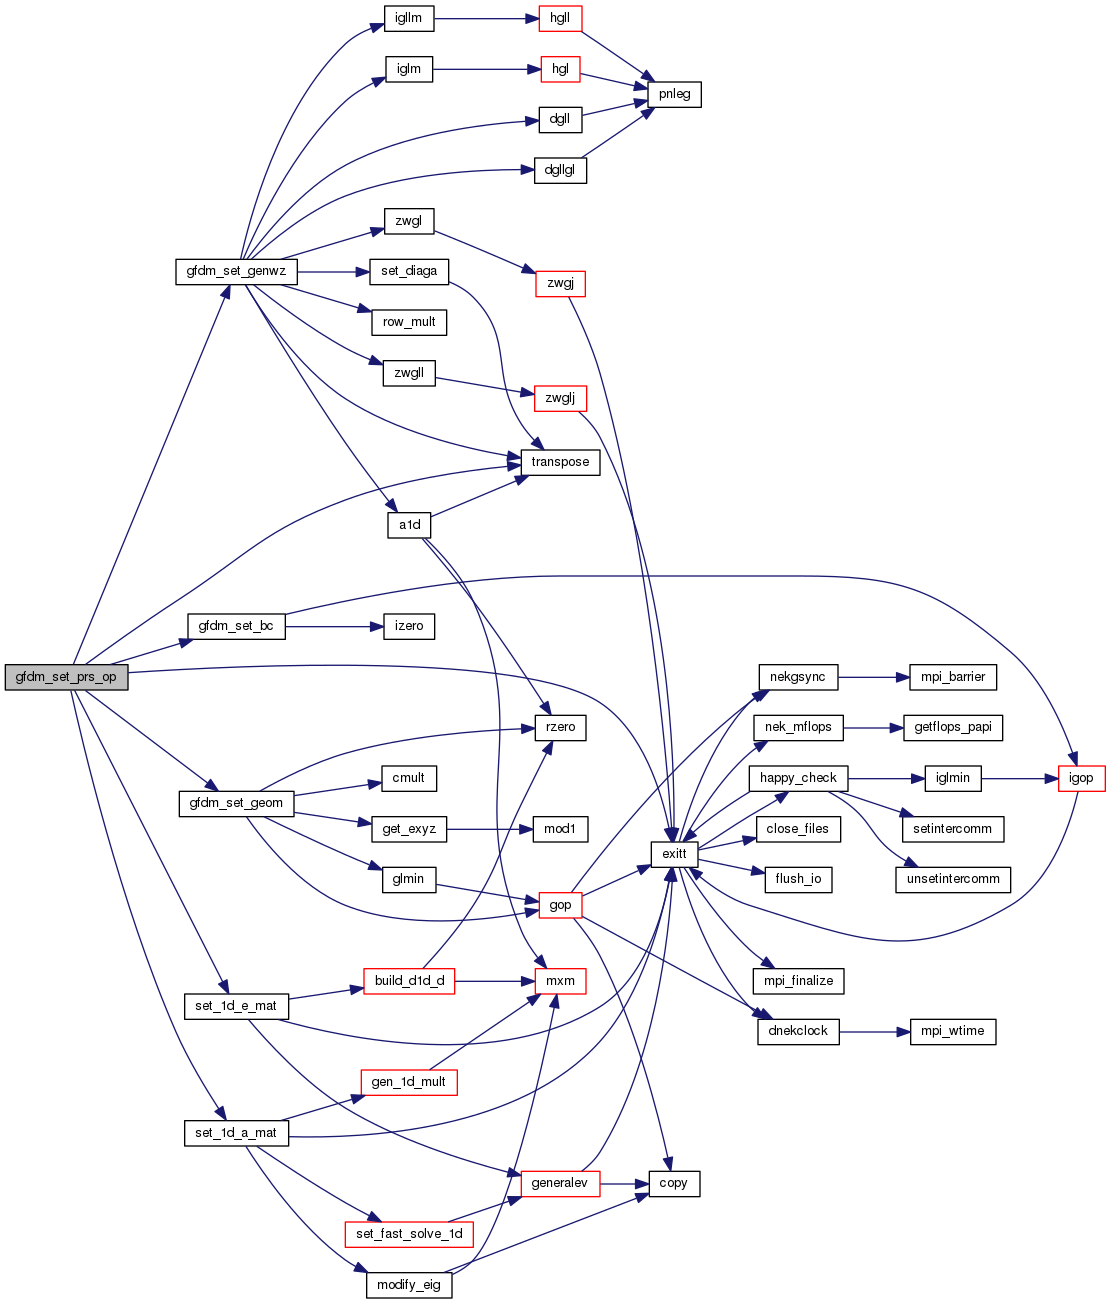 igllm
hgll
iglm
hgl
pnleg
dgll
dgllgl
zwgl
gfdm_set_genwz
set_diaga
zwgj
row_mult
zwgll
zwglj
transpose
a1d
gfdm_set_bc
izero
gfdm_set_prs_op
nekgsync
mpi_barrier
rzero
nek_mflops
getflops_papi
gfdm_set_geom
cmult
happy_check
iglmin
igop
get_exyz
mod1
close_files
setintercomm
exitt
glmin
flush_io
unsetintercomm
gop
build_d1d_d
mxm
mpi_finalize
set_1d_e_mat
dnekclock
mpi_wtime
gen_1d_mult
set_1d_a_mat
generalev
copy
set_fast_solve_1d
modify_eig